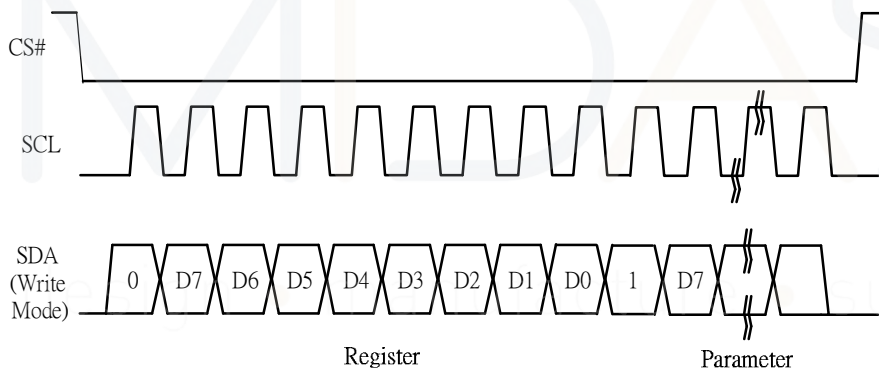 CS#
SCL
SDA
(Write
Mode)
0 D7 D6 D5 D4 D3 D2 D1 D0 1 D7
Register Parameter